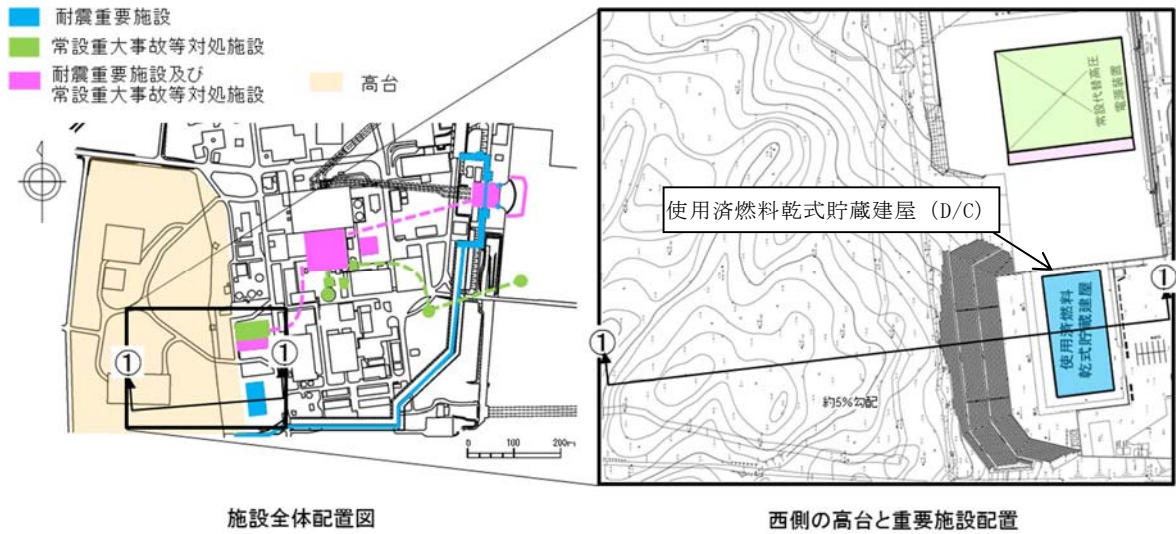 耐震重要施設
常設重大事故等対処施設
耐震重要施設及び
常設重大事故等対処施設
高台
①
①
0 100 200m
施設全体配置図
常設代替高圧
電源装置
使用済燃料乾式貯蔵建屋 (D/C)
①
①
使用済燃料
乾式貯蔵建屋
約5%勾配
西側の高台と重要施設配置